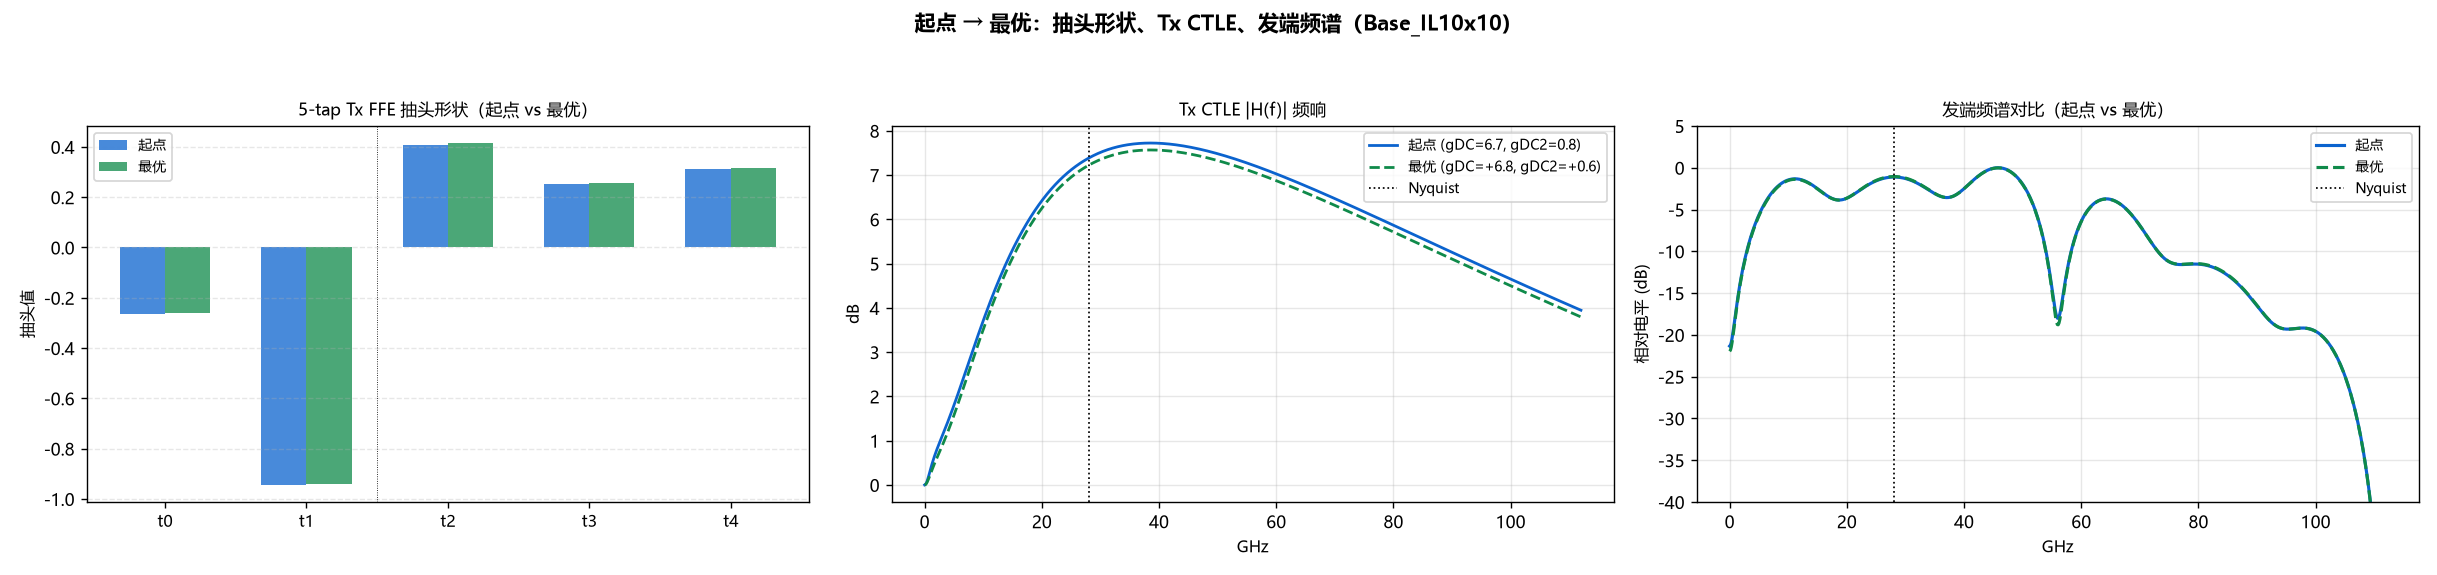 起点 → 最优：抽头形状、Tx CTLE、发端频谱（Base_IL10x10）
5-tap Tx FFE 抽头形状（起点 vs 最优）
抽头值
0.4
0.2
0.0
-0.2
-0.4
-0.6
-0.8
-1.0
起点
最优
t0
t1
t2
t3
t4
Tx CTLE |H(f)| 频响
dB
8
7
6
5
4
3
2
1
0
起点 (gDC=6.7, gDC2=0.8)
最优 (gDC=+6.8, gDC2=+0.6)
Nyquist
0
20
40
60
80
100
GHz
发端频谱对比（起点 vs 最优）
相对电平 (dB)
5
0
-5
-10
-15
-20
-25
-30
-35
-40
起点
最优
Nyquist
0
20
40
60
80
100
GHz